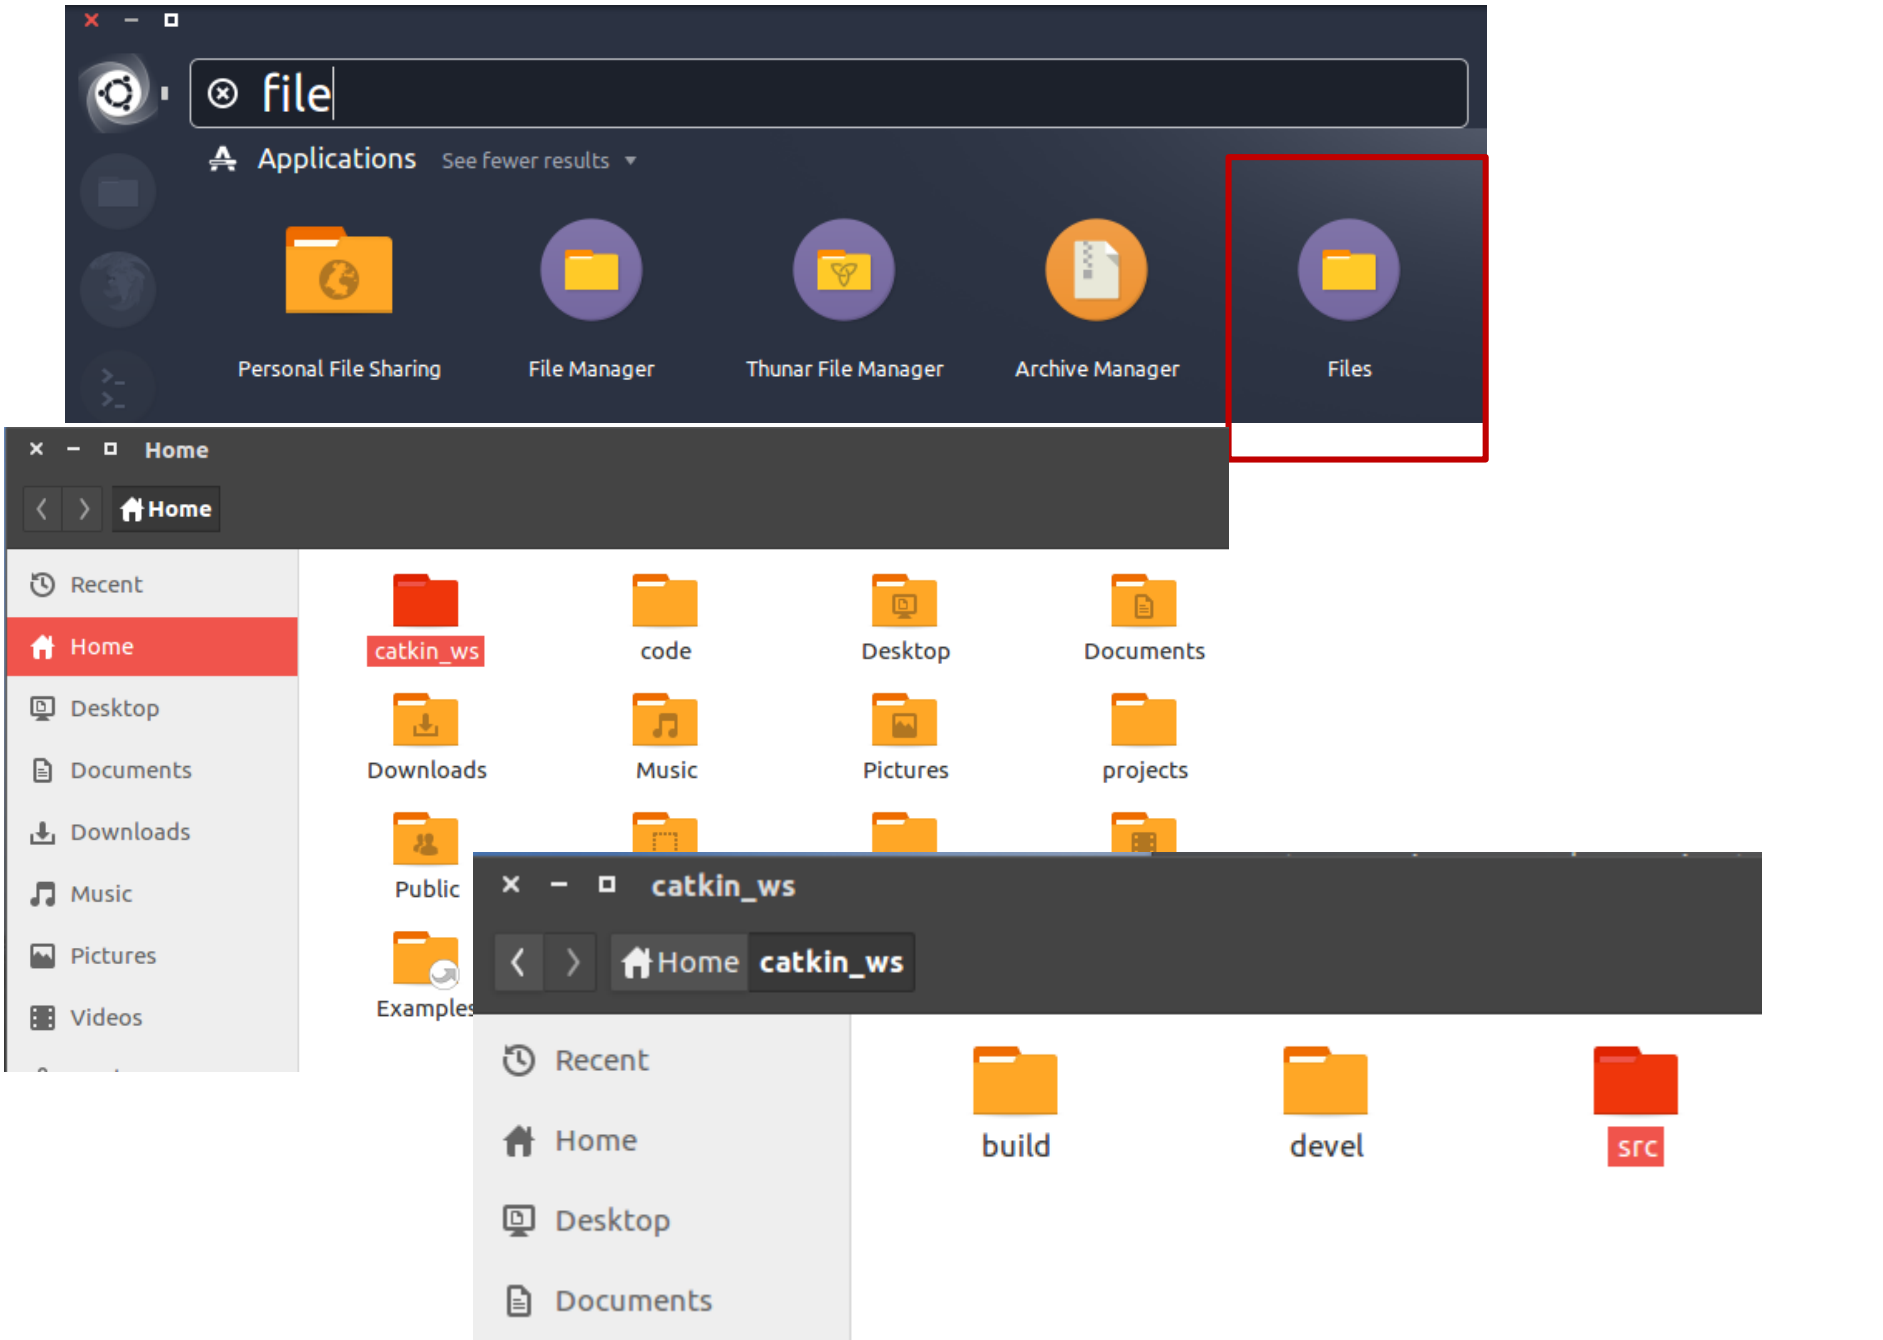 file
Applications See fewer results
Personal File Sharing File Manager Thunar File Manager Archive Manager Files
Home
Home
Recent
Home
Desktop
Documents
Downloads
Music
Pictures
Videos
catkin_ws code Desktop Documents
Downloads Music Pictures projects
Public
Examples
catkin_ws
Home catkin_ws
Recent
Home
Desktop
Documents
build devel src